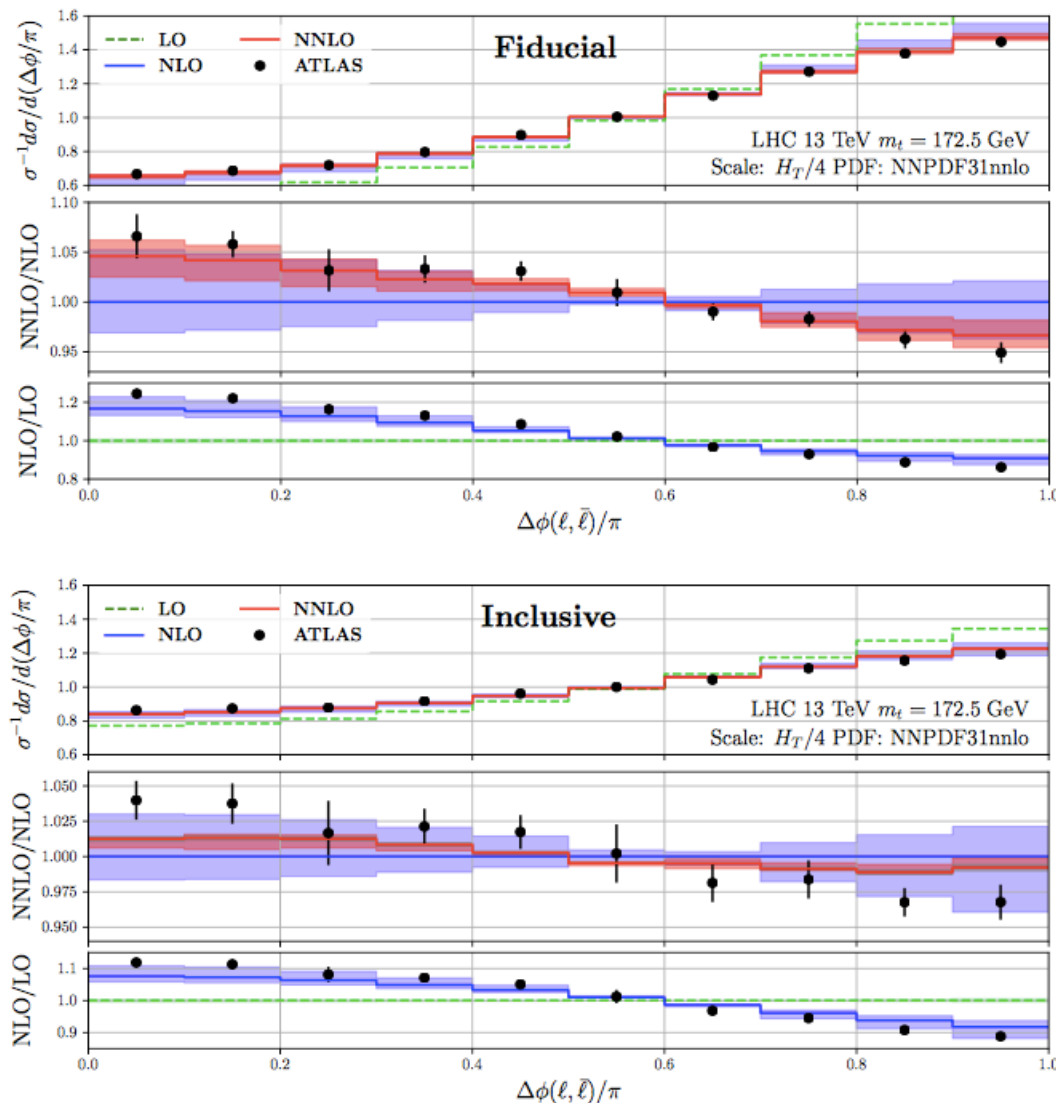 σ⁻¹dσ/d(Δϕ/π)
1.6
1.4
1.2
1.0
0.8
0.6
LO
NLO
NNLO
ATLAS
Fiducial
LHC 13 TeV m_t = 172.5 GeV
Scale: H_T/4 PDF: NNPDF31nnlo
NNLO/NLO
1.10
1.05
1.00
0.95
NLO/LO
1.2
1.0
0.8
0.0 0.2 0.4 0.6 0.8 1.0
Δϕ(ℓ, ℓ̄)/π
σ⁻¹dσ/d(Δϕ/π)
1.6
1.4
1.2
1.0
0.8
0.6
LO
NLO
NNLO
ATLAS
Inclusive
LHC 13 TeV m_t = 172.5 GeV
Scale: H_T/4 PDF: NNPDF31nnlo
NNLO/NLO
1.050
1.025
1.000
0.975
0.950
NLO/LO
1.1
1.0
0.9
0.0 0.2 0.4 0.6 0.8 1.0
Δϕ(ℓ, ℓ̄)/π